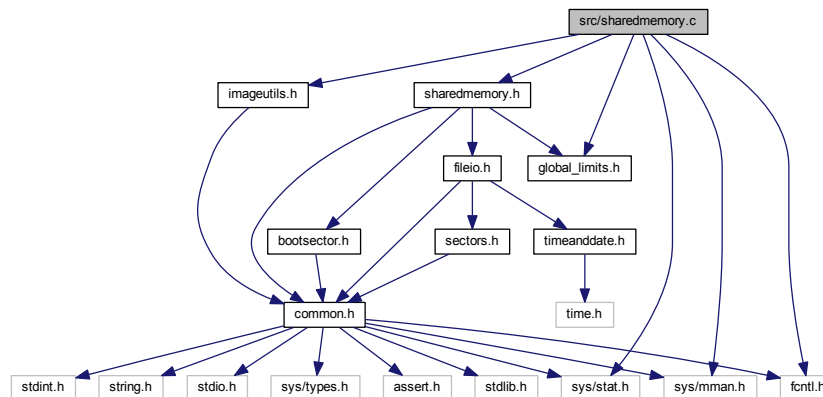 src/sharedmemory.c
imageutils.h
sharedmemory.h
fileio.h
global_limits.h
bootsector.h
sectors.h
timeanddate.h
common.h
time.h
stdint.h
string.h
stdio.h
sys/types.h
assert.h
stdlib.h
sys/stat.h
sys/mman.h
fcntl.h